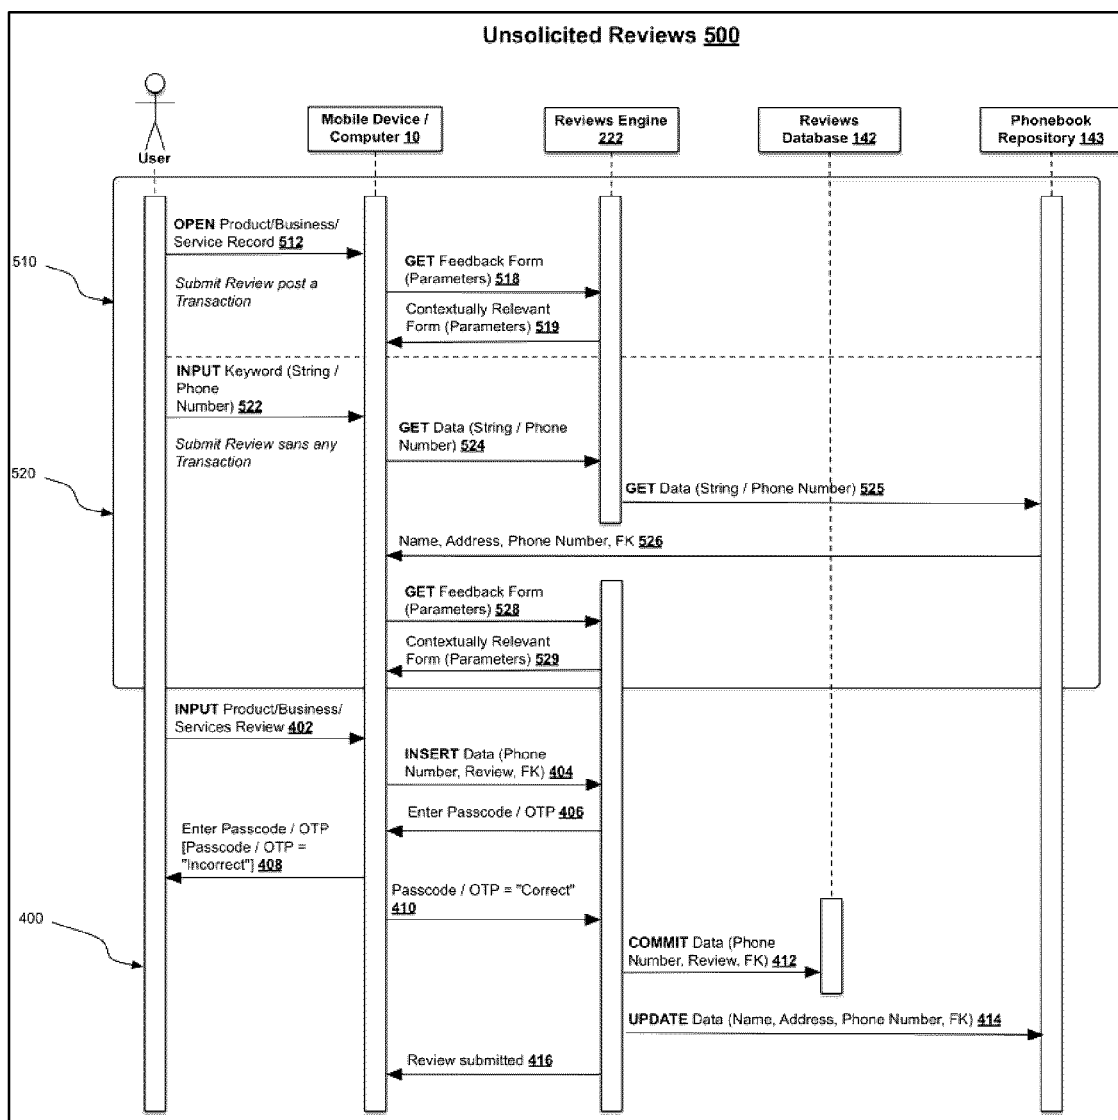 Unsolicited Reviews 500
User
Mobile Device /
Computer 10
Reviews Engine
222
Reviews
Database 142
Phonebook
Repository 143
510
OPEN Product/Business/
Service Record 512
Submit Review post a
Transaction
GET Feedback Form
(Parameters) 518
Contextually Relevant
Form (Parameters) 519
INPUT Keyword (String /
Phone
Number) 522
Submit Review sans any
Transaction
GET Data (String / Phone
Number) 524
520
GET Data (String / Phone Number) 525
Name, Address, Phone Number, FK 526
GET Feedback Form
(Parameters) 528
Contextually Relevant
Form (Parameters) 529
INPUT Product/Business/
Services Review 402
INSERT Data (Phone
Number, Review, FK) 404
Enter Passcode / OTP 406
Enter Passcode / OTP
[Passcode / OTP =
"Incorrect"] 408
Passcode / OTP = "Correct"
410
400
COMMIT Data (Phone
Number, Review, FK) 412
UPDATE Data (Name, Address, Phone Number, FK) 414
Review submitted 416